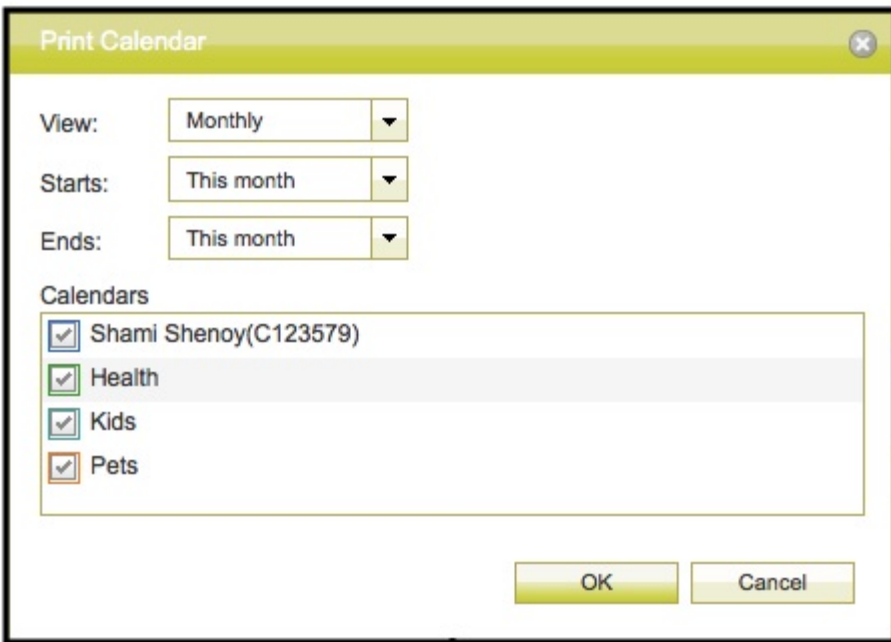 Print Calendar
View: Monthly
Starts: This month
Ends: This month
Calendars
Shami Shenoy(C123579)
Health
Kids
Pets
OK Cancel